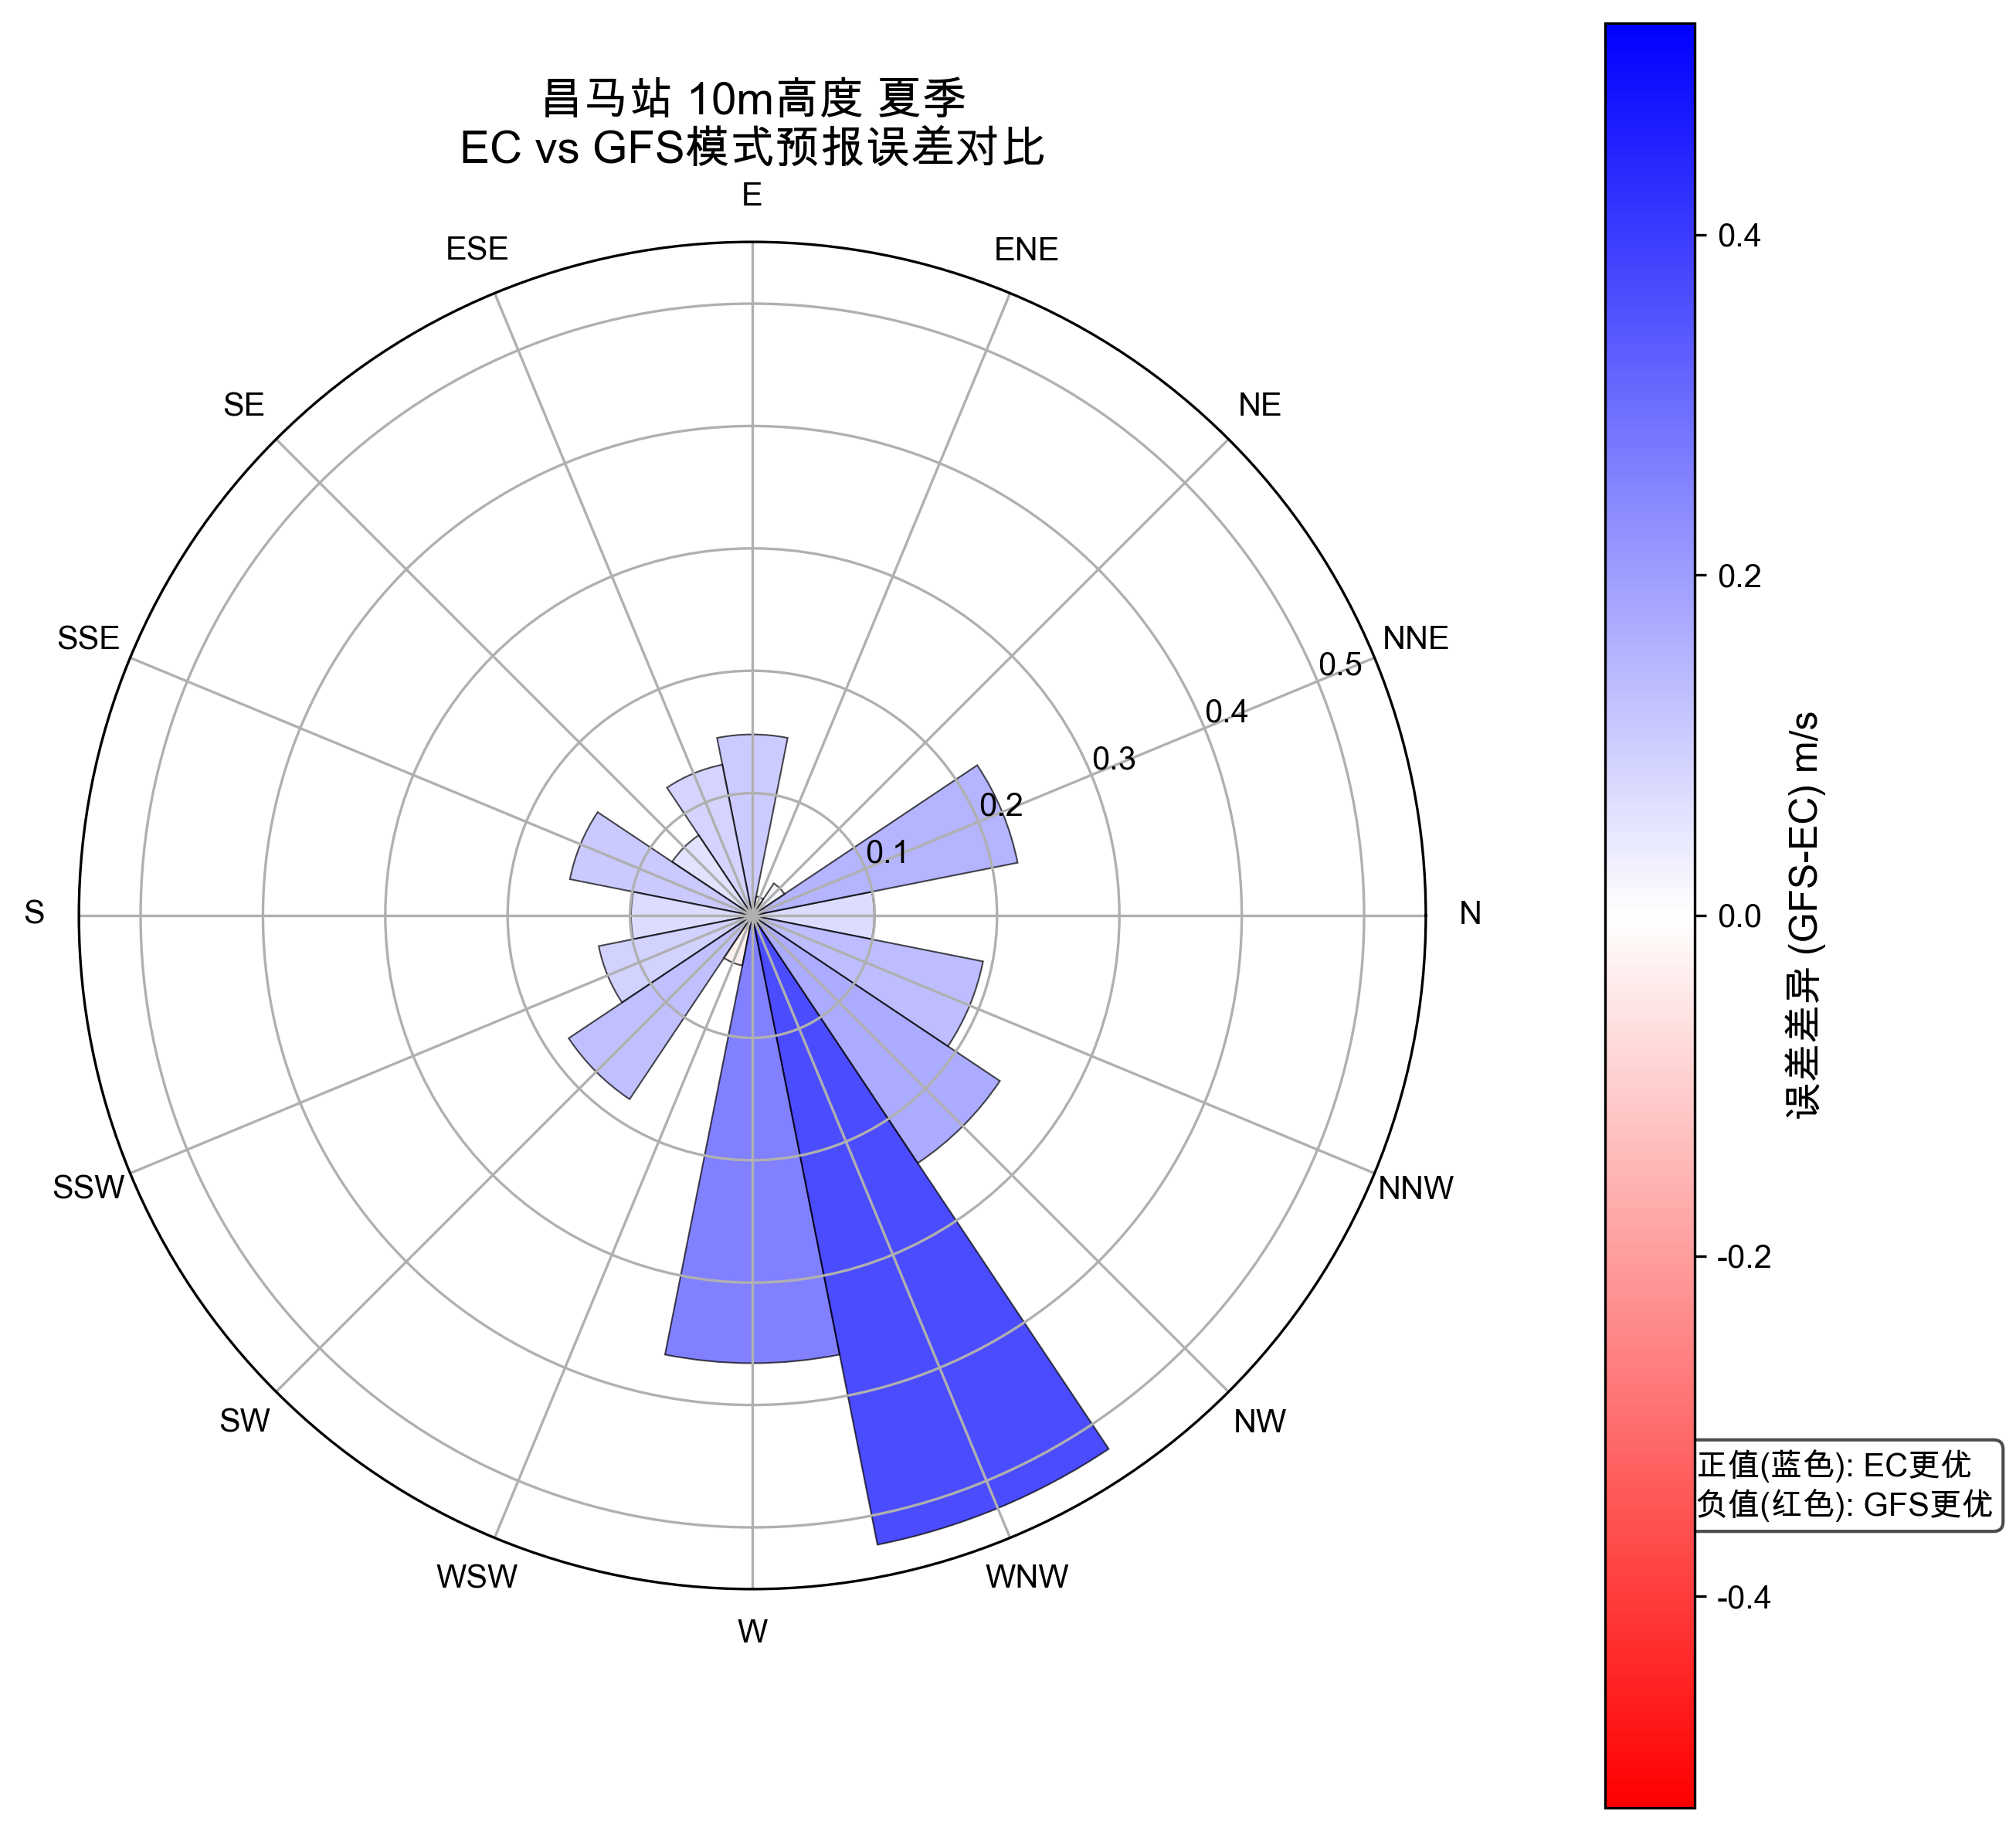 昌马站 10m高度 夏季
EC vs GFS模式预报误差对比
E
ESE
ENE
SE
NE
SSE
NNE
S
N
SSW
NNW
SW
NW
WSW
WNW
W
0.1
0.2
0.3
0.4
0.5
0.4
0.2
0.0
-0.2
-0.4
误差差异 (GFS-EC) m/s
正值(蓝色): EC更优
负值(红色): GFS更优